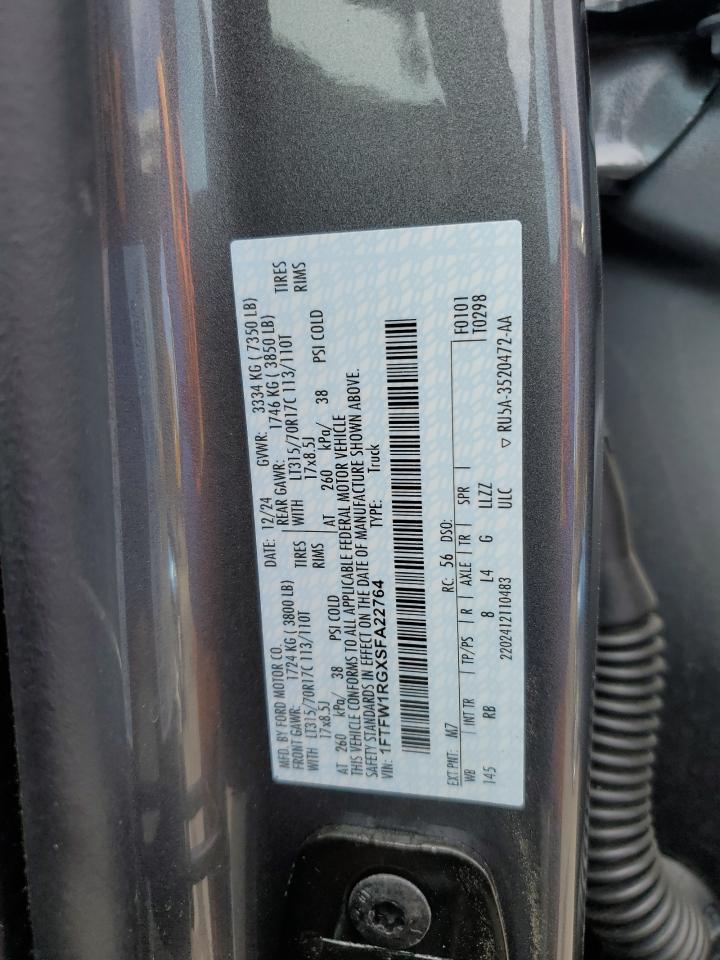 MFD. BY FORD MOTOR CO.
DATE: 12/24 GVWR: 3334 KG ( 7350 LB)
FRONT GAWR: 1724 KG ( 3800 LB) REAR GAWR: 1746 KG ( 3850 LB)
WITH LT315/70R17C 113/110T TIRES WITH LT315/70R17C 113/110T TIRES
17x8.5J RIMS 17x8.5J RIMS
AT 260 kPa/ 38 PSI COLD AT 260 kPa/ 38 PSI COLD
THIS VEHICLE CONFORMS TO ALL APPLICABLE FEDERAL MOTOR VEHICLE
SAFETY STANDARDS IN EFFECT ON THE DATE OF MANUFACTURE SHOWN ABOVE.
VIN: 1FTFW1RGXSFA22764 TYPE: Truck
EXT PNT: M7 RC: 56 DSO: F0101
WB INT TR TP/PS R AXLE TR SPR T0298
145 RB 8 L4 G LLZZ
2202412110483 ULC ▽ RU5A-3520472-AA